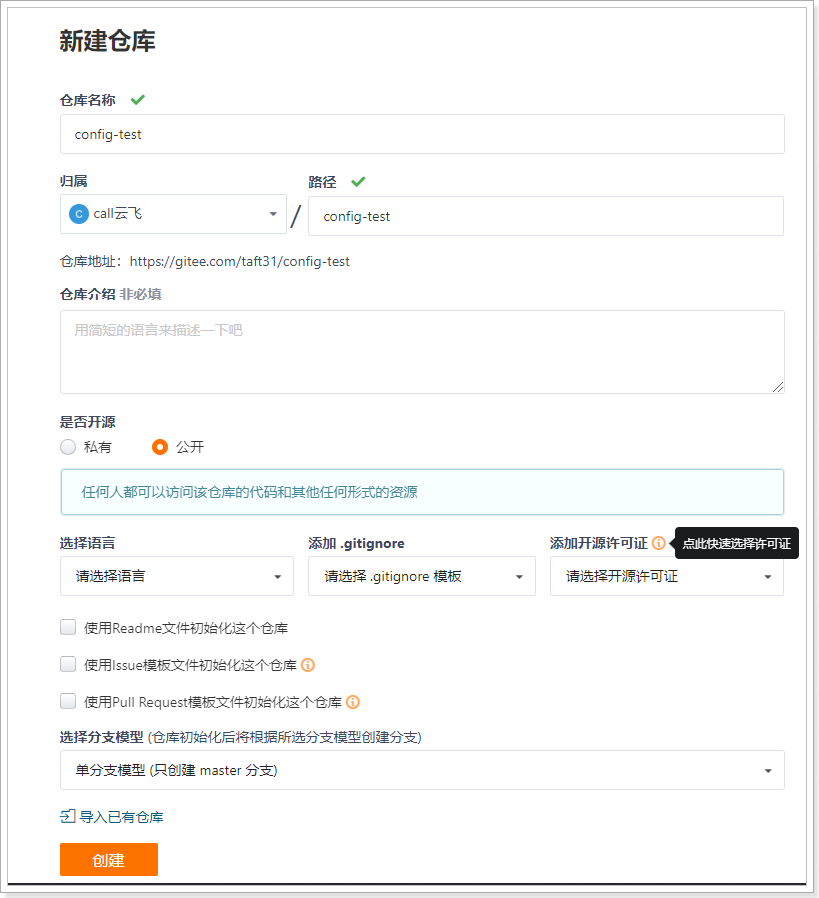 新建仓库
仓库名称
config-test
归属
路径
C call云飞
/
config-test
仓库地址：https://gitee.com/taft31/config-test
仓库介绍 非必填
用简短的语言来描述一下吧
是否开源
私有
公开
任何人都可以访问该仓库的代码和其他任何形式的资源
选择语言
添加 .gitignore
添加开源许可证
点此快速选择许可证
请选择语言
请选择 .gitignore 模板
请选择开源许可证
使用Readme文件初始化这个仓库
使用Issue模板文件初始化这个仓库
使用Pull Request模板文件初始化这个仓库
选择分支模型 (仓库初始化后将根据所选分支模型创建分支)
单分支模型 (只创建 master 分支)
导入已有仓库
创建